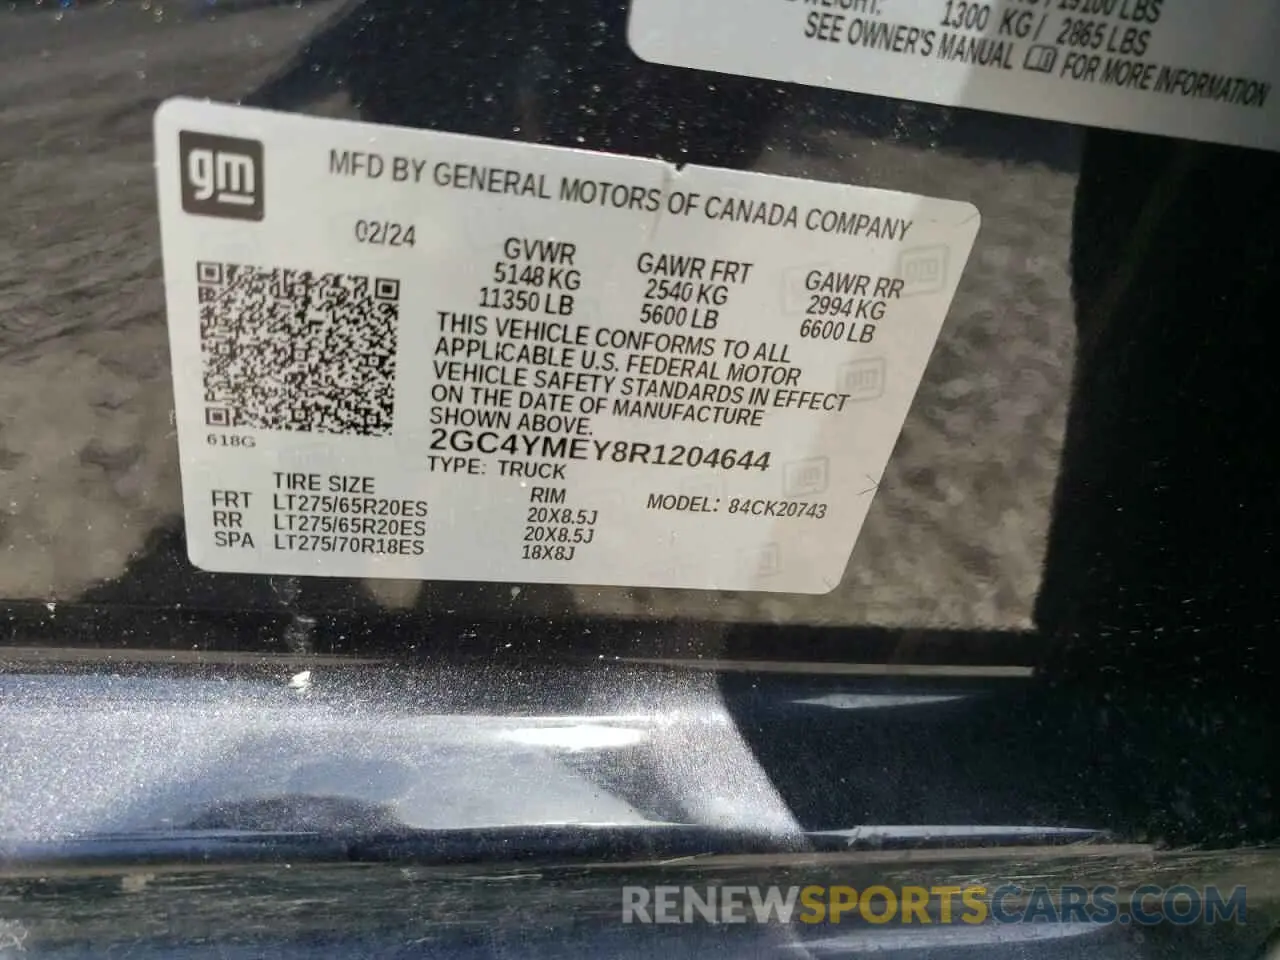 19100 LBS
1300 KG / 2865 LBS
SEE OWNER'S MANUAL FOR MORE INFORMATION
gm
MFD BY GENERAL MOTORS OF CANADA COMPANY
02/24
GVWR GAWR FRT GAWR RR
5148 KG 2540 KG 2994 KG
11350 LB 5600 LB 6600 LB
THIS VEHICLE CONFORMS TO ALL
APPLICABLE U.S. FEDERAL MOTOR
VEHICLE SAFETY STANDARDS IN EFFECT
ON THE DATE OF MANUFACTURE
SHOWN ABOVE.
618G
2GC4YMEY8R1204644
TYPE: TRUCK
MODEL: 84CK20743
TIRE SIZE RIM
FRT LT275/65R20ES 20X8.5J
RR LT275/65R20ES 20X8.5J
SPA LT275/70R18ES 18X8J
RENEWSPORTSCARS.COM